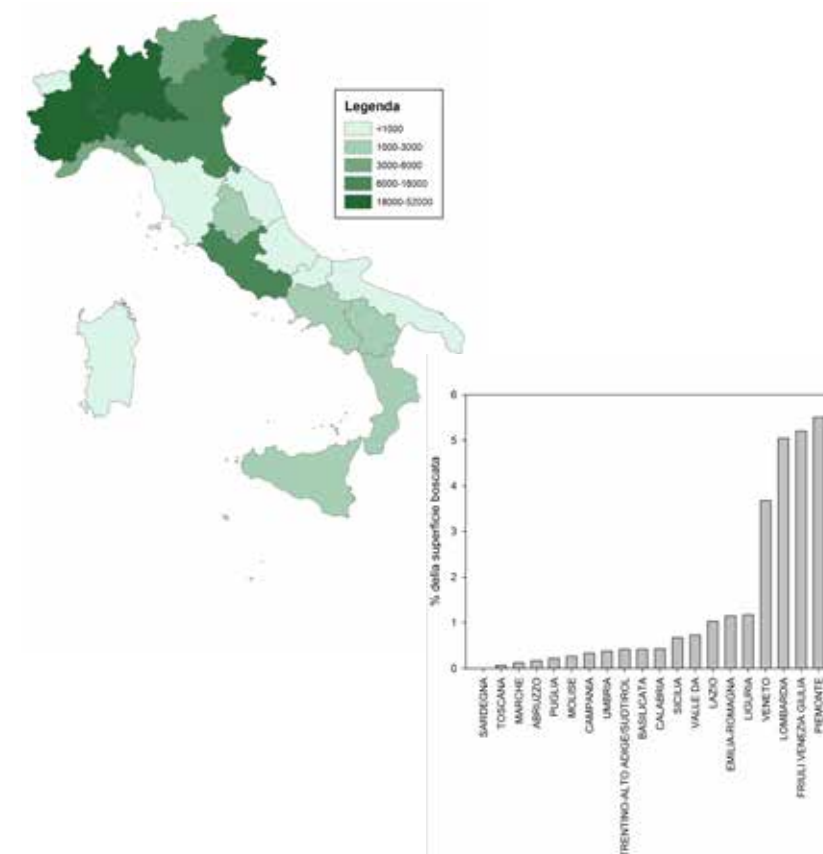 Legenda
<1000
1000-3000
3000-6000
6000-18000
18000-52000
% della superficie boscata
6
5
4
3
2
1
0
SARDEGNA
TOSCANA
MARCHE
ABRUZZO
PUGLIA
MOLISE
CAMPANIA
UMBRIA
TRENTINO-ALTO ADIGE/SUDTIROL
BASILICATA
CALABRIA
SICILIA
VALLE DA
LAZIO
EMILIA-ROMAGNA
LIGURIA
VENETO
LOMBARDIA
FRIULI VENEZIA GIULIA
PIEMONTE